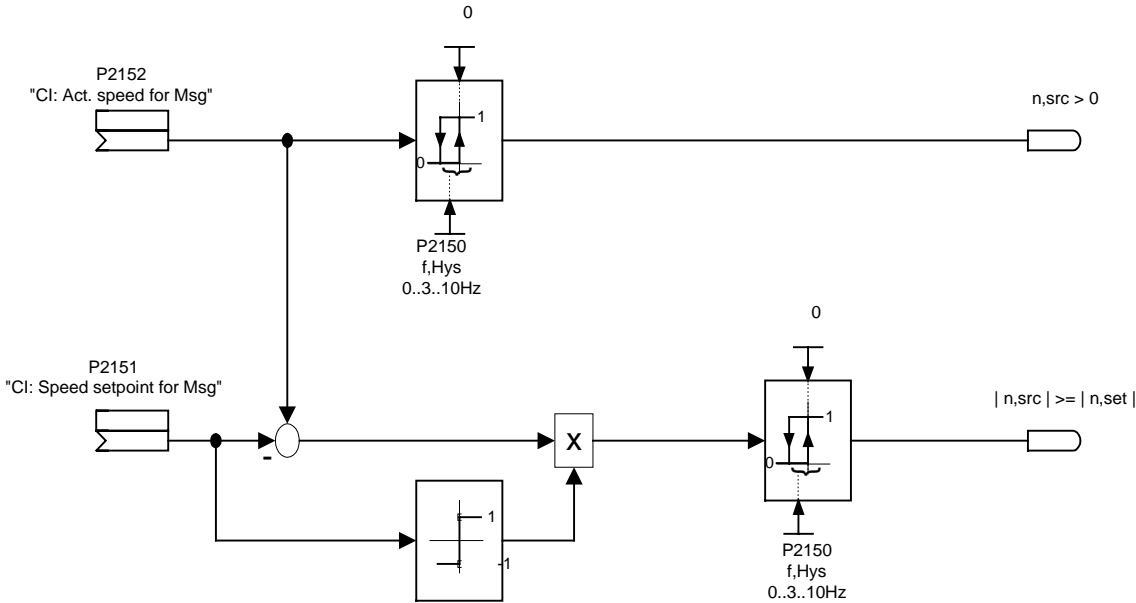 0
P2152
"CI: Act. speed for Msg"
n,src > 0
1
0
P2150
f,Hys
0..3..10Hz
0
P2151
"CI: Speed setpoint for Msg"
| n,src | >= | n,set |
1
-
X
0
1
-1
P2150
f,Hys
0..3..10Hz